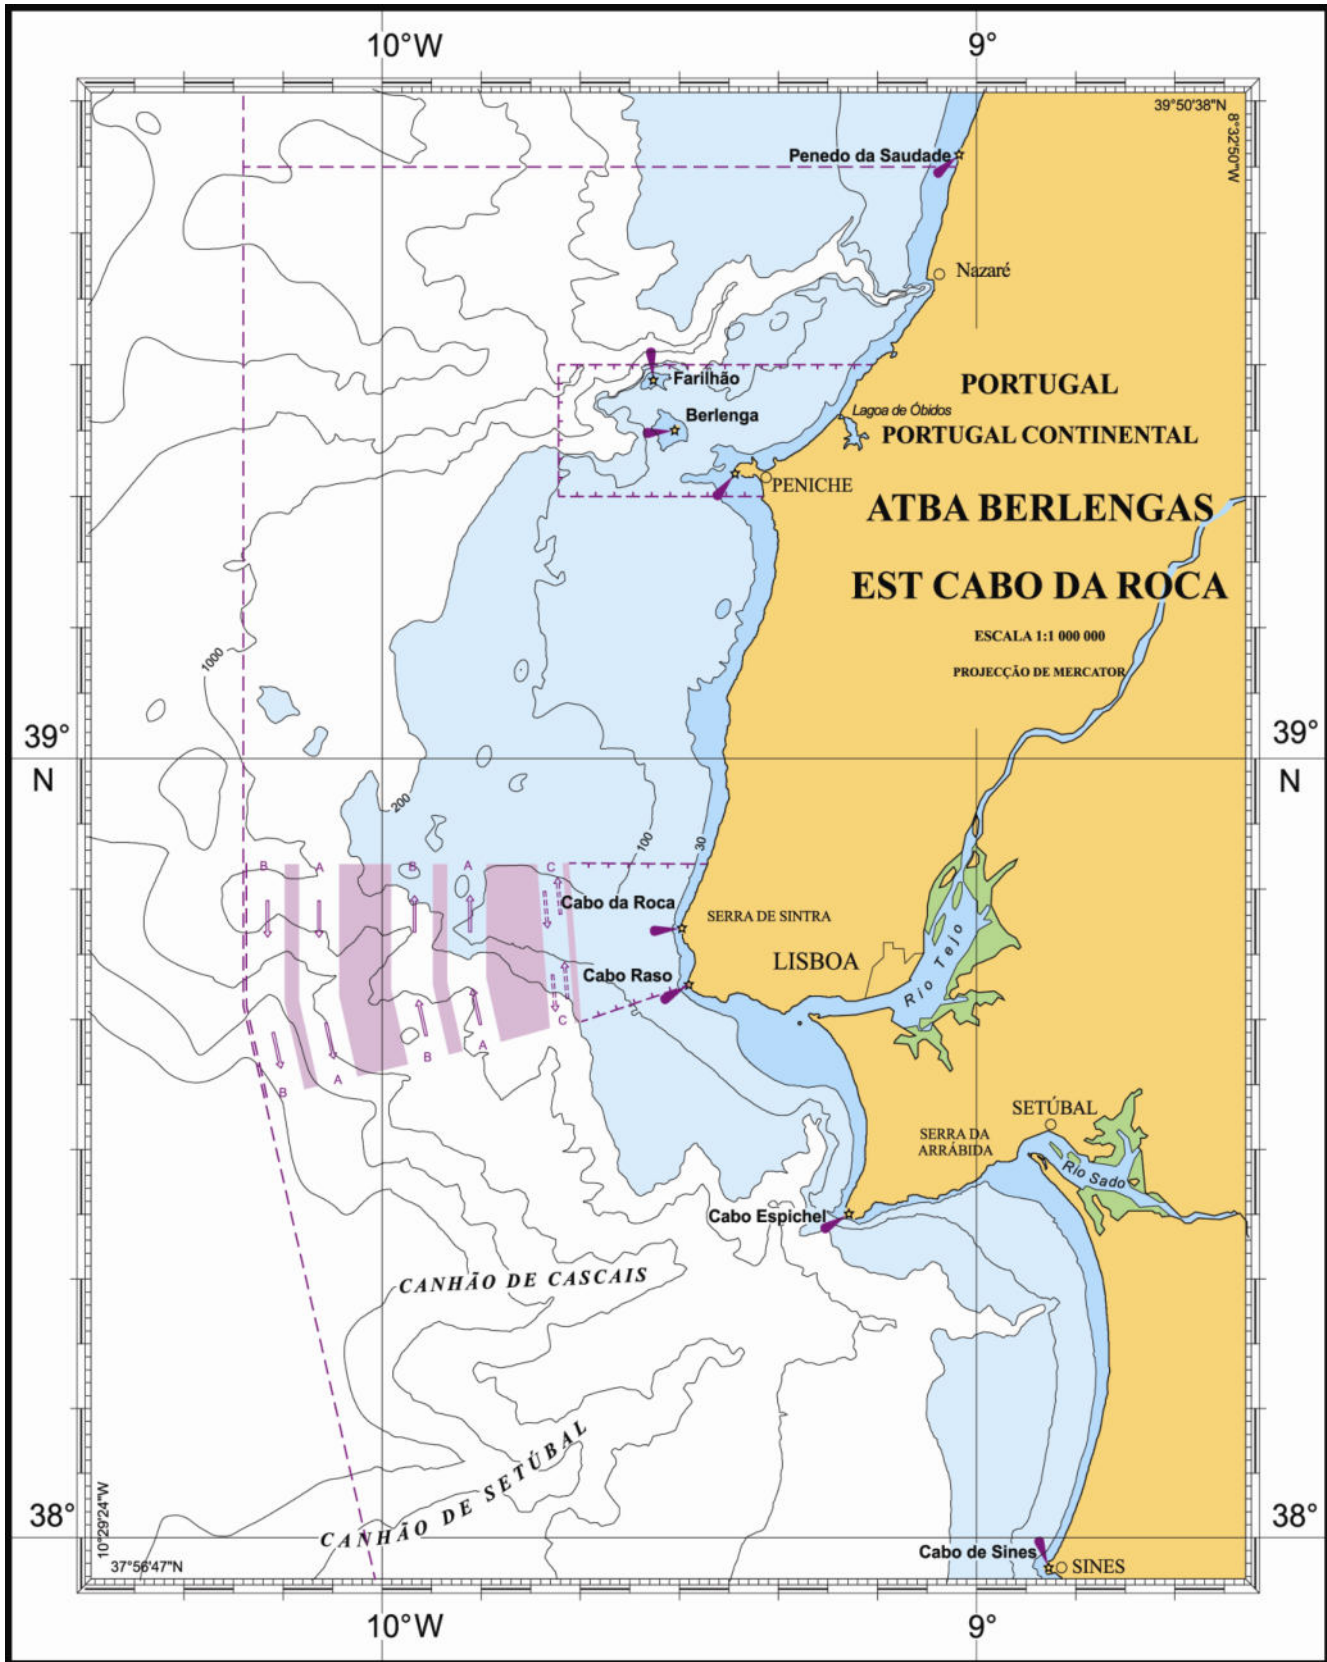 10°W
9°
39°50'38"N
8°32'50"W
Penedo da Saudade
Nazaré
Farilhão
PORTUGAL
Berlenga
Lagoa de Óbidos
PORTUGAL CONTINENTAL
PENICHE
ATBA BERLENGAS
EST CABO DA ROCA
ESCALA 1:1 000 000
PROJECÇÃO DE MERCATOR
1000
39°
39°
N
N
200
100
30
B
A
B
A
C
Cabo da Roca
SERRA DE SINTRA
LISBOA
Rio Tejo
Cabo Raso
C
B
A
B
A
SETÚBAL
SERRA DA
ARRÁBIDA
Rio Sado
Cabo Espichel
CANHÃO DE CASCAIS
CANHÃO DE SETÚBAL
38°
38°
10°29'24"W
37°56'47"N
Cabo de Sines
SINES
10°W
9°